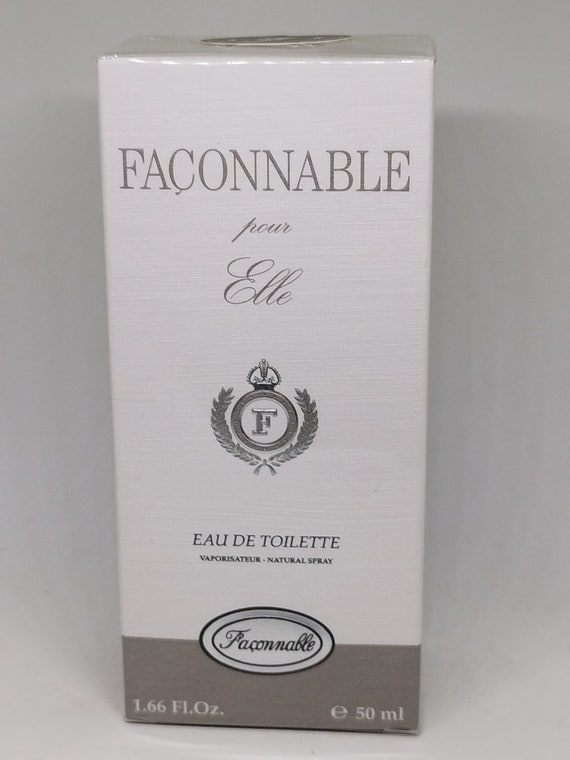 FAÇONNABLE
pour
Elle
F
EAU DE TOILETTE
VAPORISATEUR - NATURAL SPRAY
Façonnable
1.66 Fl.Oz. ℮ 50 ml